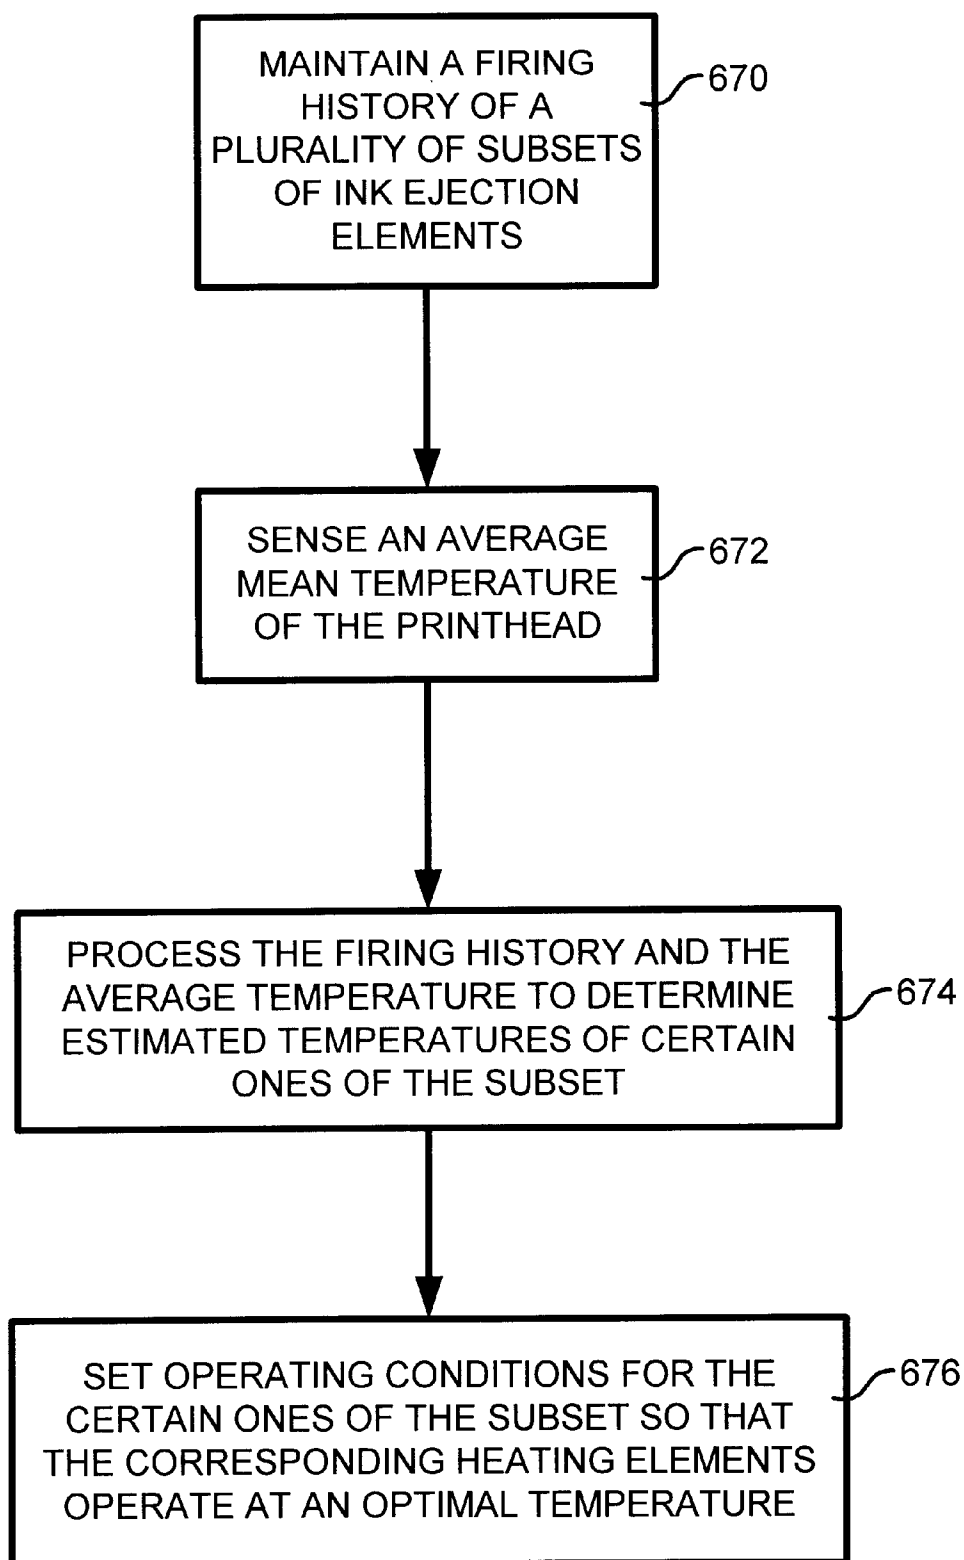 MAINTAIN A FIRING
HISTORY OF A
PLURALITY OF SUBSETS
OF INK EJECTION
ELEMENTS
670
SENSE AN AVERAGE
MEAN TEMPERATURE
OF THE PRINTHEAD
672
PROCESS THE FIRING HISTORY AND THE
AVERAGE TEMPERATURE TO DETERMINE
ESTIMATED TEMPERATURES OF CERTAIN
ONES OF THE SUBSET
674
SET OPERATING CONDITIONS FOR THE
CERTAIN ONES OF THE SUBSET SO THAT
THE CORRESPONDING HEATING ELEMENTS
OPERATE AT AN OPTIMAL TEMPERATURE
676